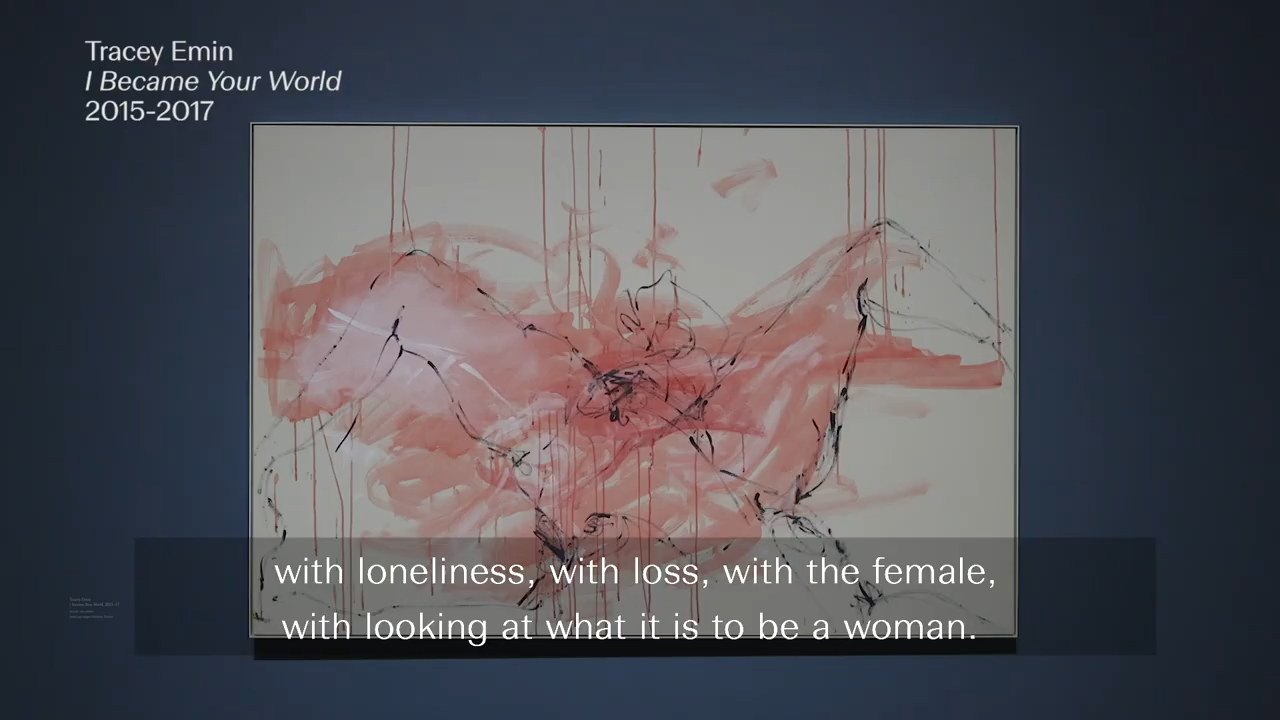 Tracey Emin
I Became Your World
2015-2017
with loneliness, with loss, with the female,
with looking at what it is to be a woman.